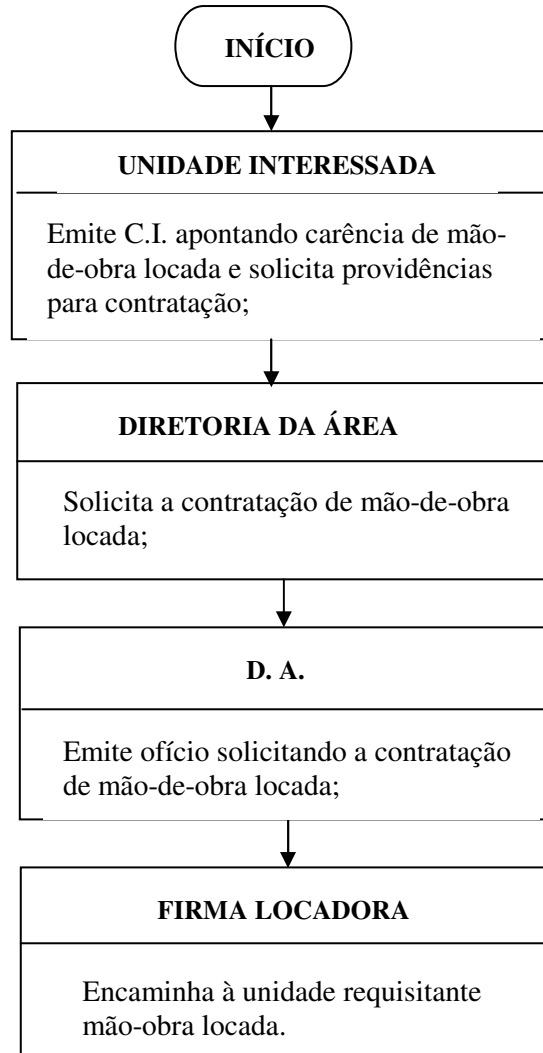 INÍCIO
UNIDADE INTERESSADA
Emite C.I. apontando carência de mão-
de-obra locada e solicita providências
para contratação;
DIRETORIA DA ÁREA
Solicita a contratação de mão-de-obra
locada;
D. A.
Emite ofício solicitando a contratação
de mão-de-obra locada;
FIRMA LOCADORA
Encaminha à unidade requisitante
mão-obra locada.